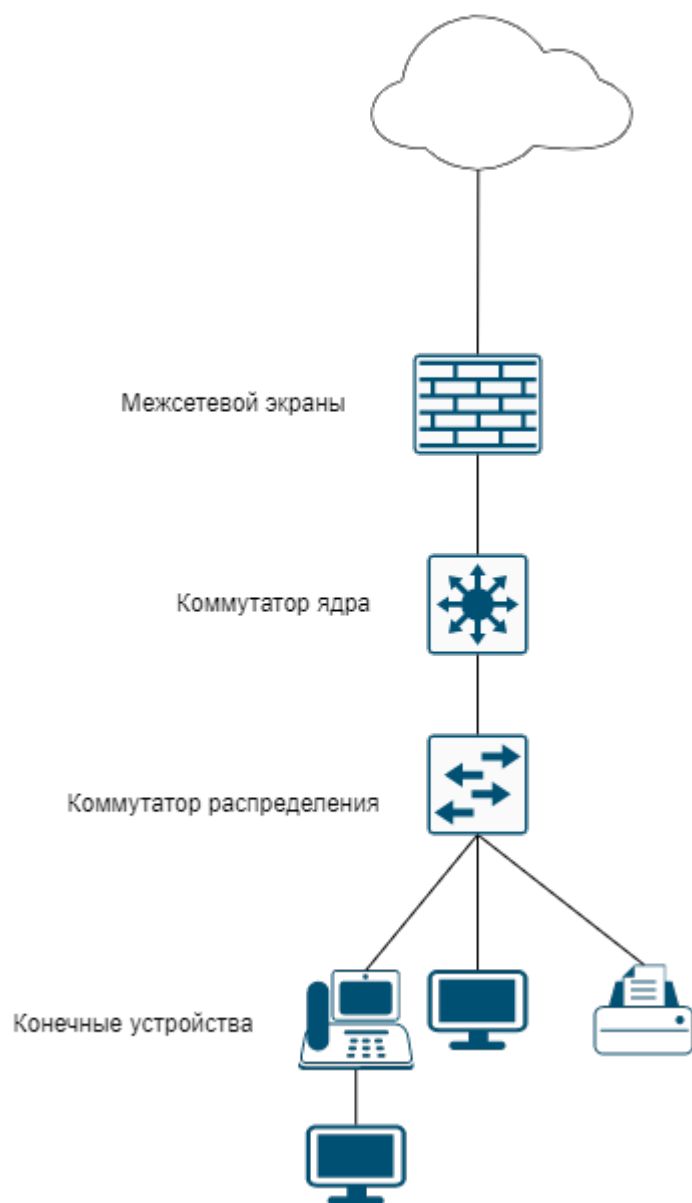 Межсетевой экраны
Коммутатор ядра
Коммутатор распределения
Конечные устройства